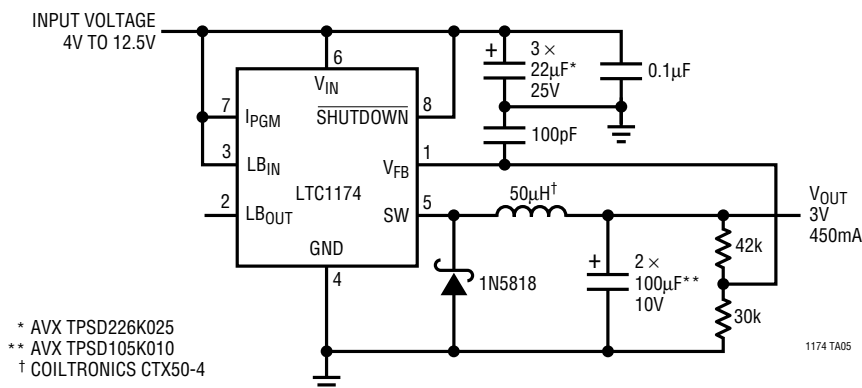 INPUT VOLTAGE
4V TO 12.5V
6
VIN
7
IPGM
SHUTDOWN
8
3
LBIN
VFB
1
LTC1174
2
LBOUT
SW
5
GND
4
+
3 ×
22µF*
25V
0.1µF
100pF
50µH†
1N5818
+
2 ×
100µF**
10V
VOUT
3V
450mA
42k
30k
* AVX TPSD226K025
** AVX TPSD105K010
† COILTRONICS CTX50-4
1174 TA05